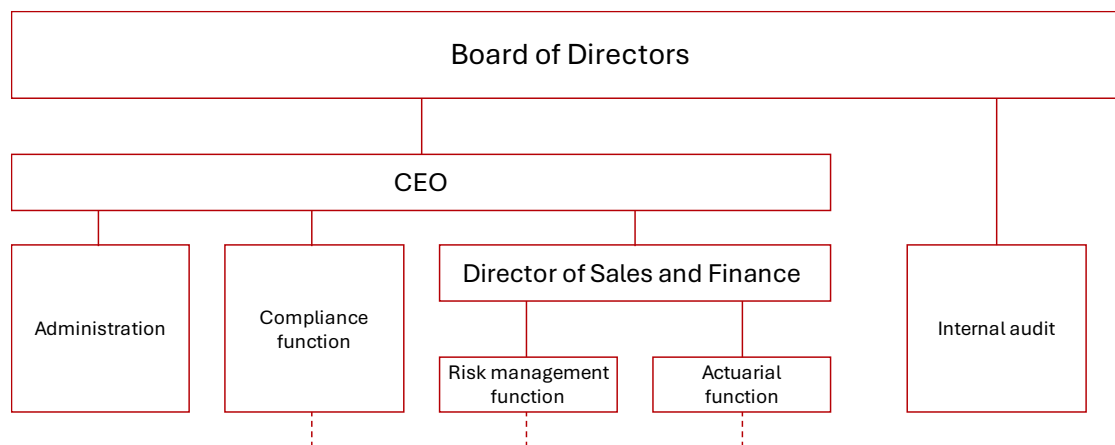 Board of Directors
CEO
Administration
Compliance
function
Director of Sales and Finance
Risk management
function
Actuarial
function
Internal audit